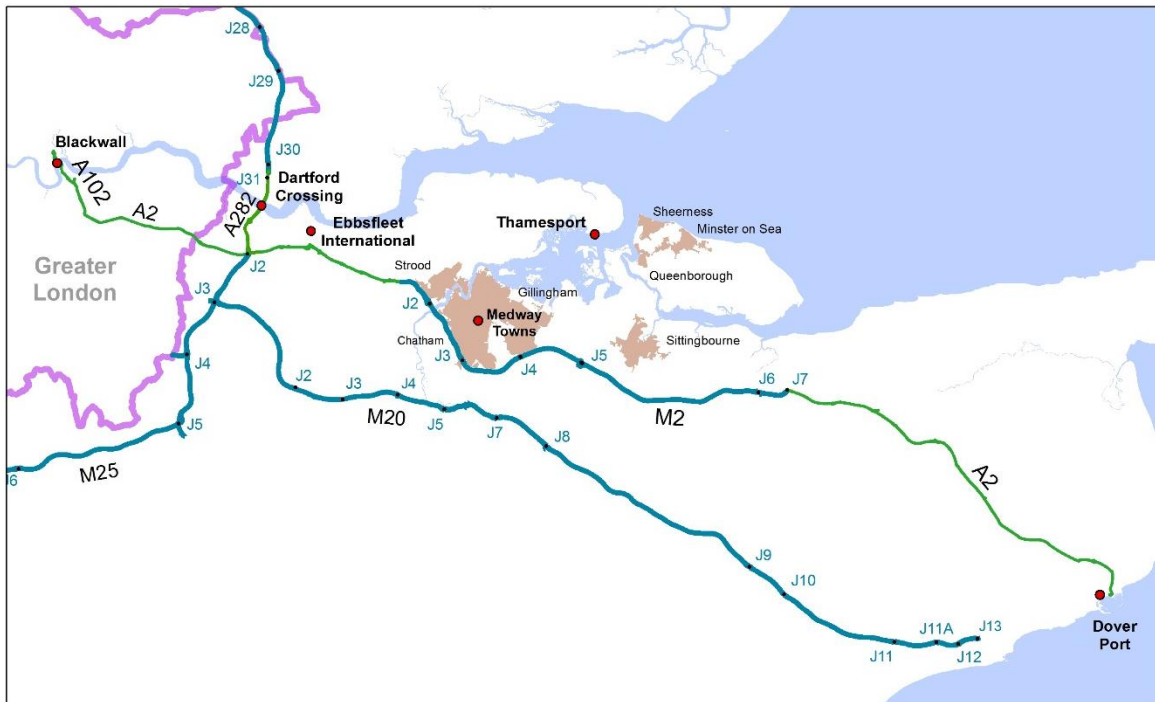 J28
J29
Blackwall
A102
J30
J31
Dartford
Crossing
A282
A2
Ebbsfleet
International
Thamesport
Sheerness
Minster on Sea
Greater
London
J2
Strood
Queenborough
J3
J2
Gillingham
Medway
Towns
Chatham
Sittingbourne
J4
J3
J4
J5
J2
J3
J4
J6
J7
M20
J5
J7
M2
J5
J8
M25
J6
A2
J9
J10
J11
J11A
J12
J13
Dover
Port